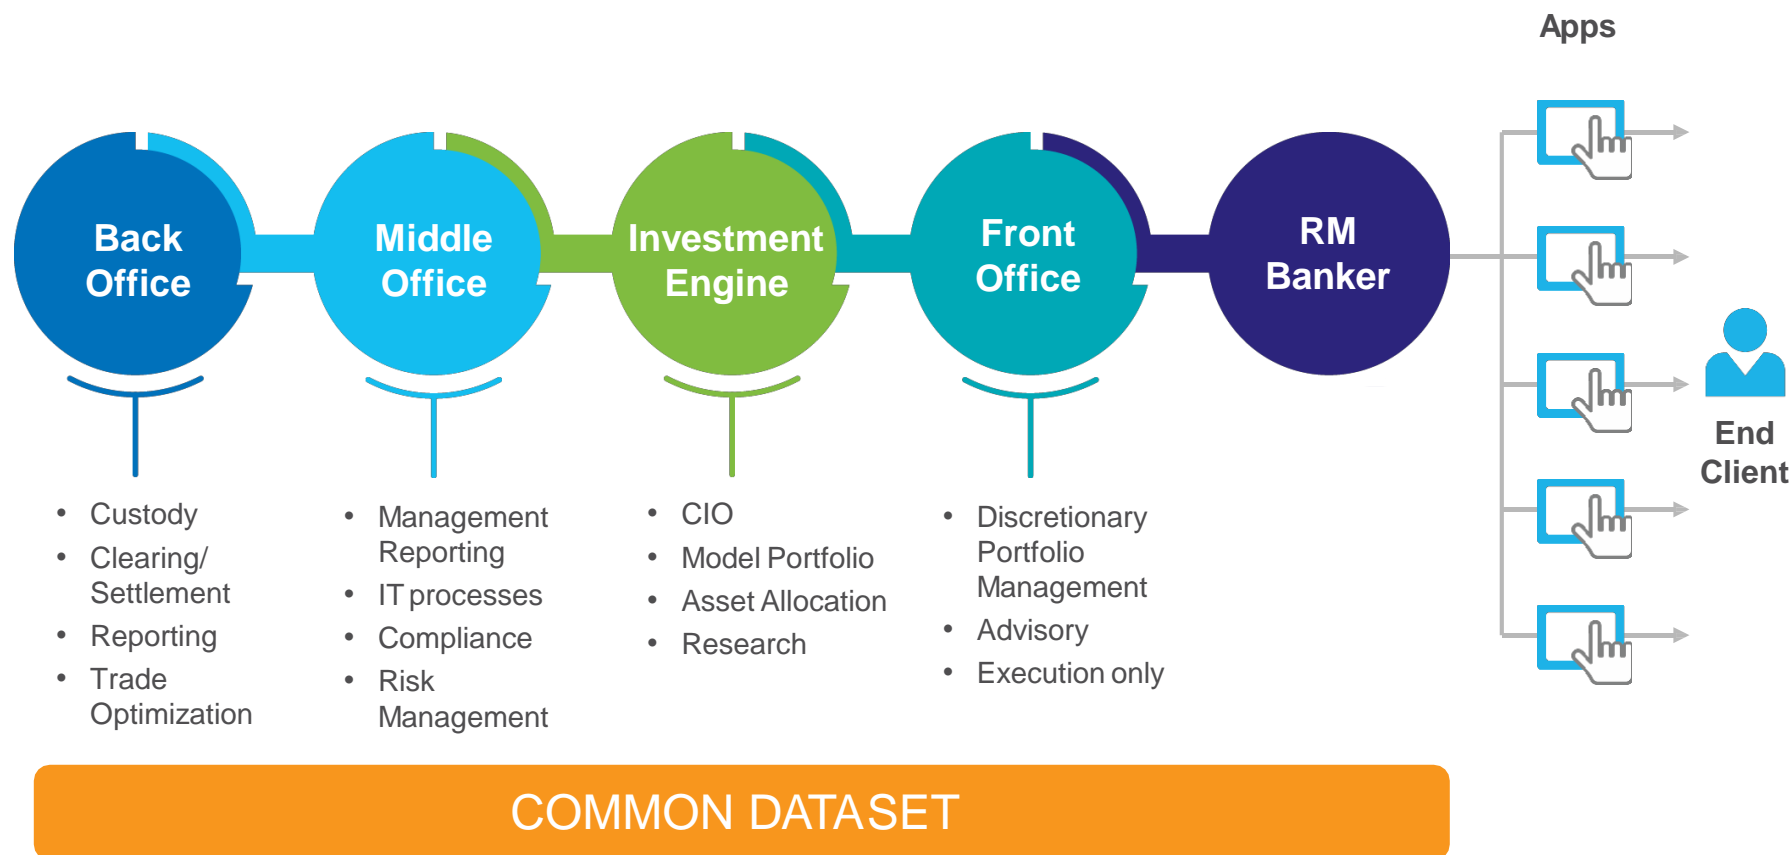 Apps
Back
Office
Middle
Office
Investment
Engine
Front
Office
RM
Banker
End
Client
• Custody
• Clearing/
Settlement
• Reporting
• Trade
Optimization
• Management
Reporting
• IT processes
• Compliance
• Risk
Management
• CIO
• Model Portfolio
• Asset Allocation
• Research
• Discretionary
Portfolio
Management
• Advisory
• Execution only
COMMON DATASET